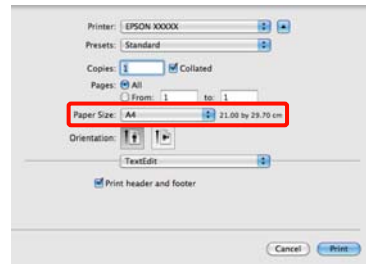 Printer: EPSON XXXXX
Presets: Standard
Copies: 1 Collated
Pages: All
From: 1 to: 1
Paper Size: A4 21.00 by 29.70 cm
Orientation:
TextEdit
Print header and footer
Cancel Print